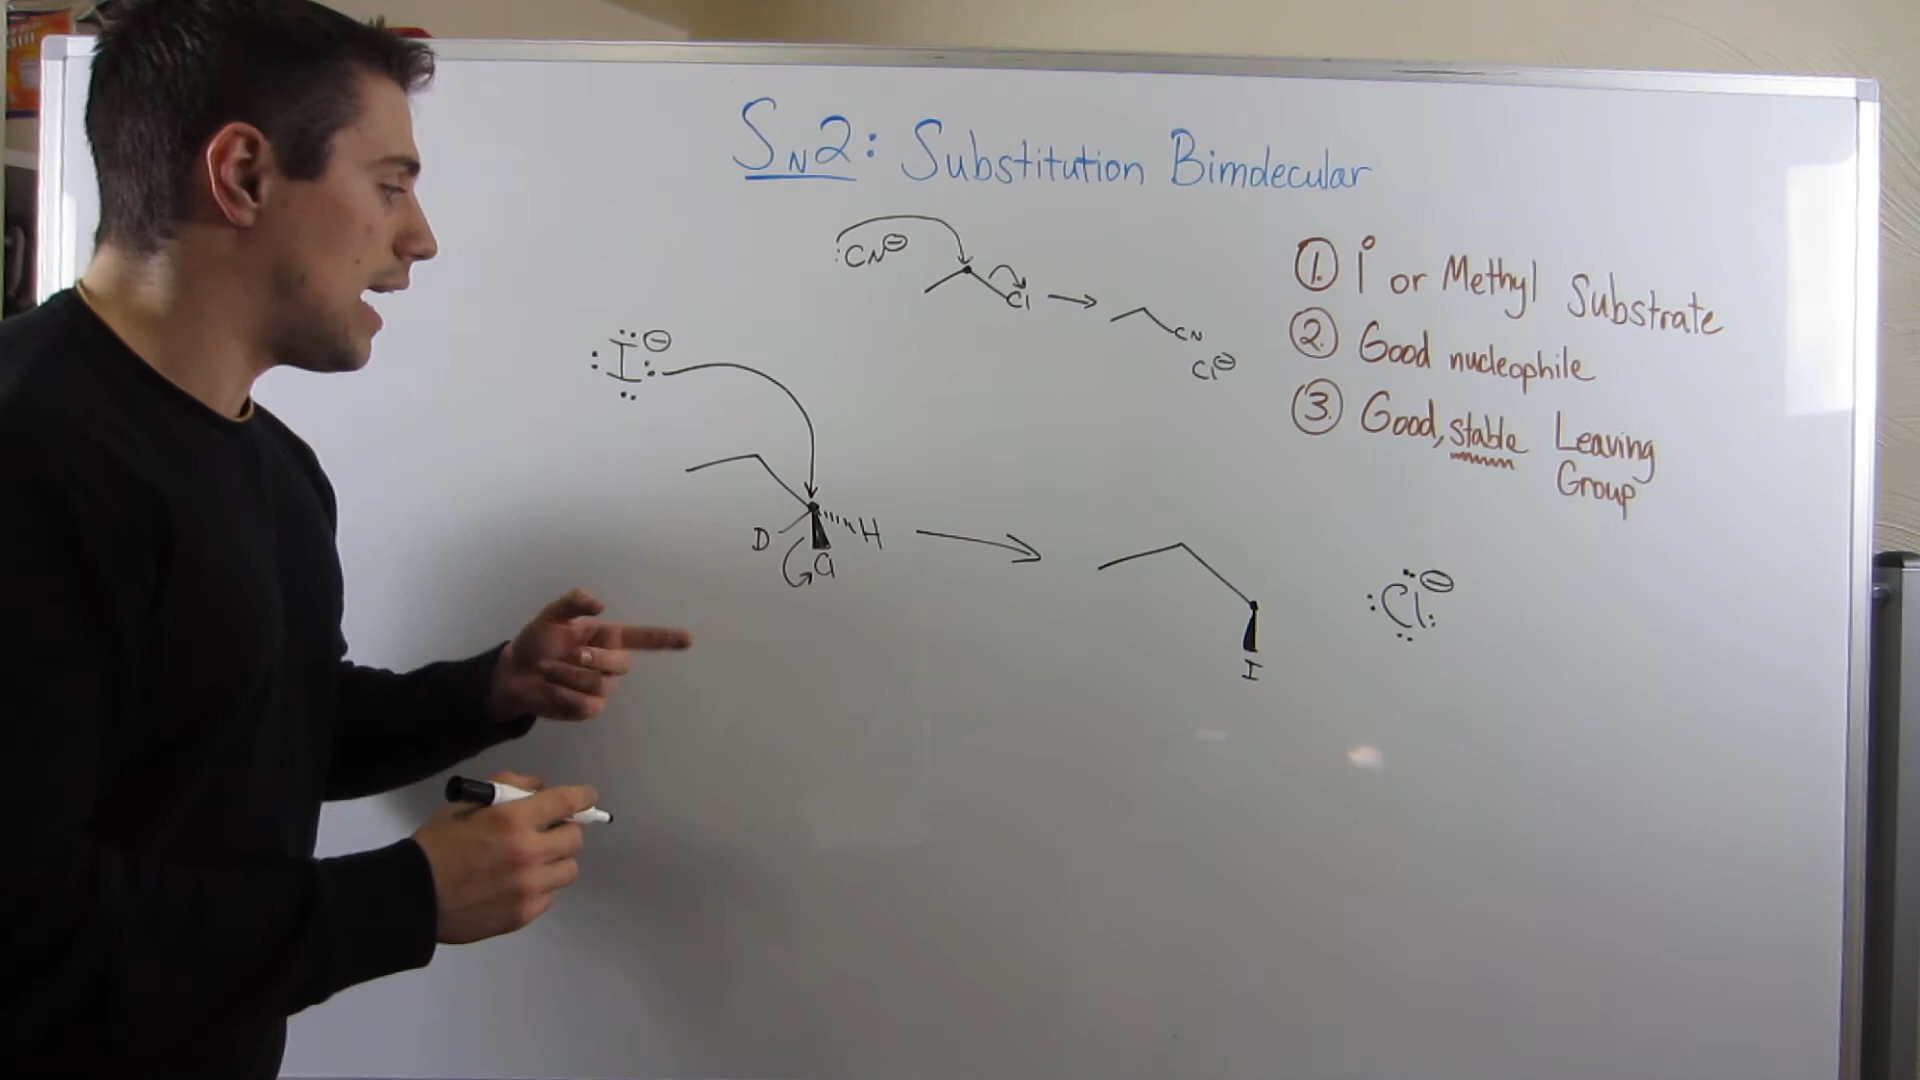 SN2: Substitution Bimolecular
:CN⊖
Cl
CN
Cl⊖
1. 1° or Methyl Substrate
2. Good nucleophile
3. Good, stable Leaving
Group
:I:⊖
D
H
Cl
I
:Cl:⊖